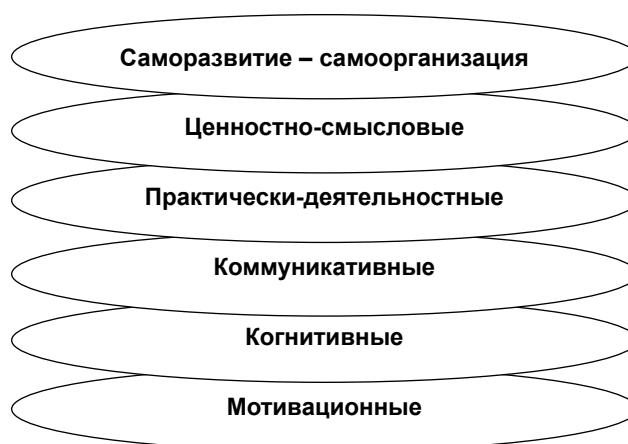 Саморазвитие – самоорганизация
Ценностно-смысловые
Практически-деятельностные
Коммуникативные
Когнитивные
Мотивационные